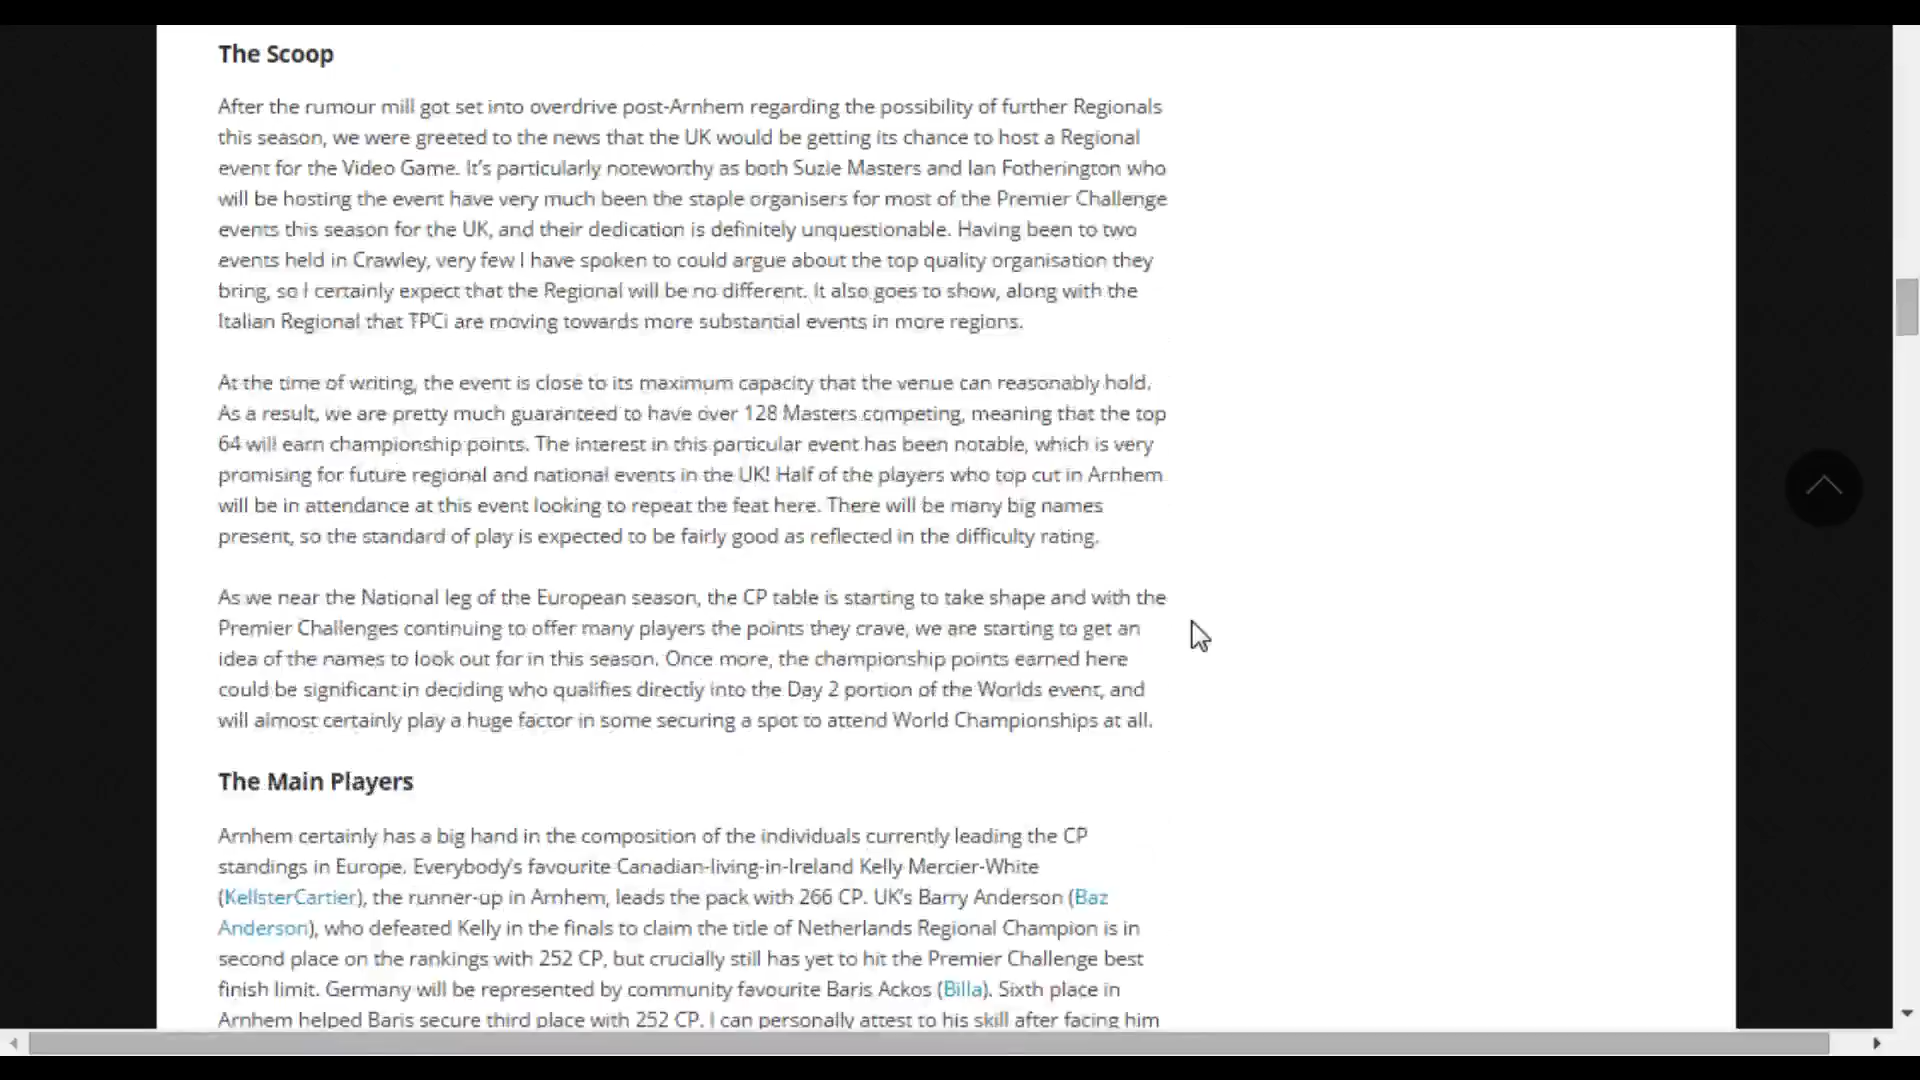 The Scoop
After the rumour mill got set into overdrive post-Arnhem regarding the possibility of further Regionals
this season, we were greeted to the news that the UK would be getting its chance to host a Regional
event for the Video Game. It's particularly noteworthy as both Suzie Masters and Ian Fotherington who
will be hosting the event have very much been the staple organisers for most of the Premier Challenge
events this season for the UK, and their dedication is definitely unquestionable. Having been to two
events held in Crawley, very few I have spoken to could argue about the top quality organisation they
bring, so I certainly expect that the Regional will be no different. It also goes to show, along with the
Italian Regional that TPCi are moving towards more substantial events in more regions.
At the time of writing, the event is close to its maximum capacity that the venue can reasonably hold.
As a result, we are pretty much guaranteed to have over 128 Masters competing, meaning that the top
64 will earn championship points. The interest in this particular event has been notable, which is very
promising for future regional and national events in the UK! Half of the players who top cut in Arnhem
will be in attendance at this event looking to repeat the feat here. There will be many big names
present, so the standard of play is expected to be fairly good as reflected in the difficulty rating.
As we near the National leg of the European season, the CP table is starting to take shape and with the
Premier Challenges continuing to offer many players the points they crave, we are starting to get an
idea of the names to look out for in this season. Once more, the championship points earned here
could be significant in deciding who qualifies directly into the Day 2 portion of the Worlds event, and
will almost certainly play a huge factor in some securing a spot to attend World Championships at all.
The Main Players
Arnhem certainly has a big hand in the composition of the individuals currently leading the CP
standings in Europe. Everybody's favourite Canadian-living-in-Ireland Kelly Mercier-White
(KellsterCartier), the runner-up in Arnhem, leads the pack with 266 CP. UK's Barry Anderson (Baz
Anderson), who defeated Kelly in the finals to claim the title of Netherlands Regional Champion is in
second place on the rankings with 252 CP, but crucially still has yet to hit the Premier Challenge best
finish limit. Germany will be represented by community favourite Baris Ackos (Billa). Sixth place in
Arnhem helped Baris secure third place with 252 CP. I can personally attest to his skill after facing him